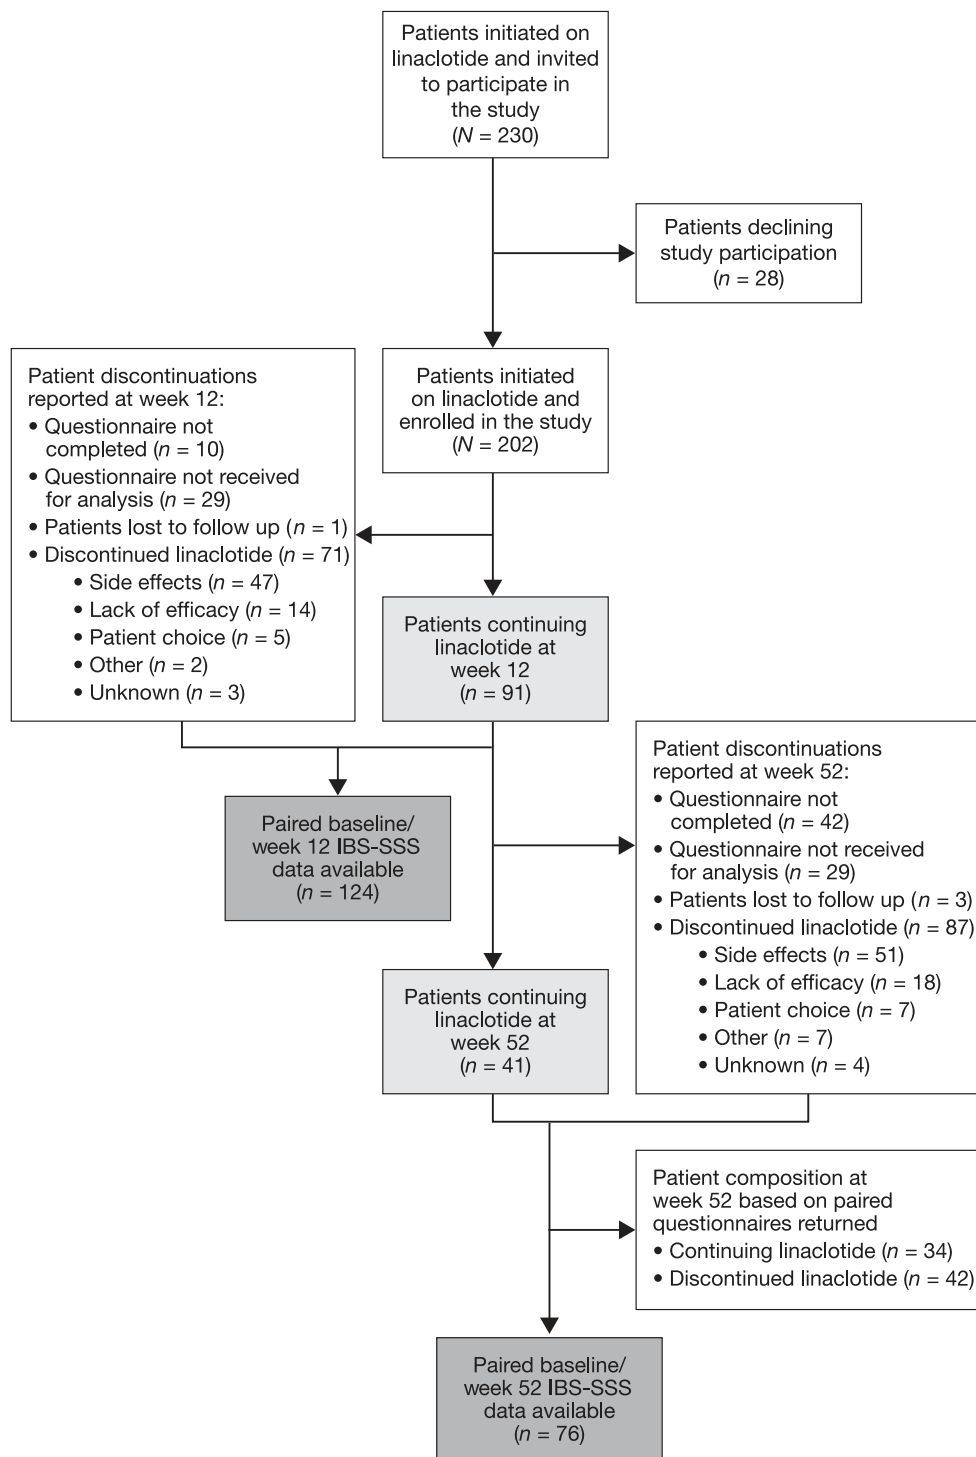 Patients initiated on
linaclotide and invited
to participate in
the study
(N = 230)
Patients declining
study participation
(n = 28)
Patients initiated
on linaclotide and
enrolled in the study
(N = 202)
Patient discontinuations
reported at week 12:
• Questionnaire not
completed (n = 10)
• Questionnaire not received
for analysis (n = 29)
• Patients lost to follow up (n = 1)
• Discontinued linaclotide (n = 71)
• Side effects (n = 47)
• Lack of efficacy (n = 14)
• Patient choice (n = 5)
• Other (n = 2)
• Unknown (n = 3)
Patients continuing
linaclotide at
week 12
(n = 91)
Paired baseline/
week 12 IBS-SSS
data available
(n = 124)
Patient discontinuations
reported at week 52:
• Questionnaire not
completed (n = 42)
• Questionnaire not received
for analysis (n = 29)
• Patients lost to follow up (n = 3)
• Discontinued linaclotide (n = 87)
• Side effects (n = 51)
• Lack of efficacy (n = 18)
• Patient choice (n = 7)
• Other (n = 7)
• Unknown (n = 4)
Patients continuing
linaclotide at
week 52
(n = 41)
Patient composition at
week 52 based on paired
questionnaires returned
• Continuing linaclotide (n = 34)
• Discontinued linaclotide (n = 42)
Paired baseline/
week 52 IBS-SSS
data available
(n = 76)